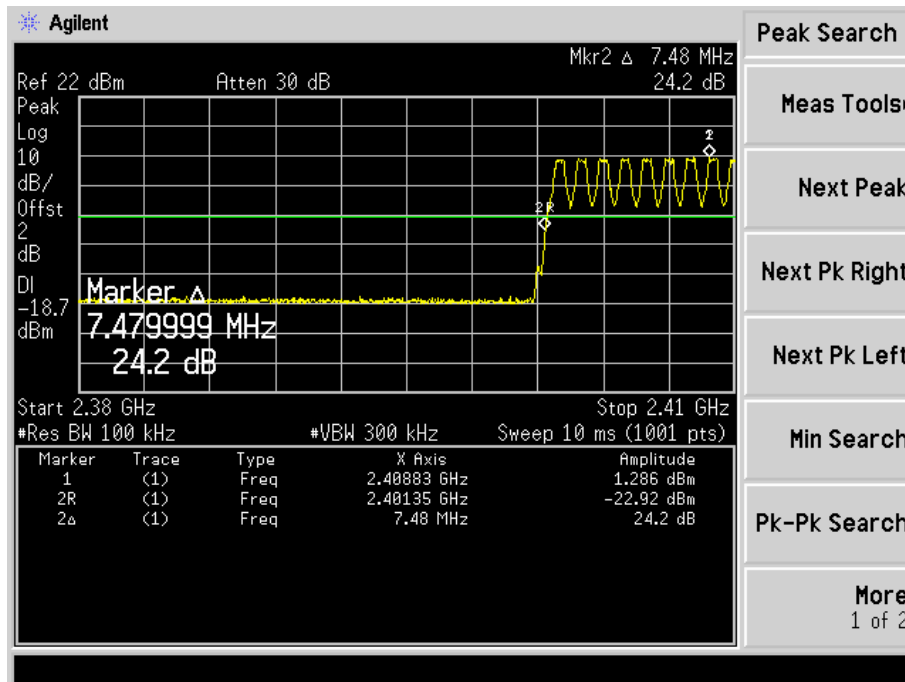 Agilent
Peak Search
Mkr2 Δ 7.48 MHz
Ref 22 dBm Atten 30 dB 24.2 dB
Peak
Log
10
dB/
Offst
2
dB
DI
-18.7
dBm
1
2R
Marker Δ
7.479999 MHz
24.2 dB
Start 2.38 GHz Stop 2.41 GHz
#Res BW 100 kHz #VBW 300 kHz Sweep 10 ms (1001 pts)
Marker Trace Type X Axis Amplitude
1 (1) Freq 2.40883 GHz 1.286 dBm
2R (1) Freq 2.40135 GHz -22.92 dBm
2Δ (1) Freq 7.48 MHz 24.2 dB
Meas Tools
Next Peak
Next Pk Right
Next Pk Left
Min Search
Pk-Pk Search
More
1 of 2